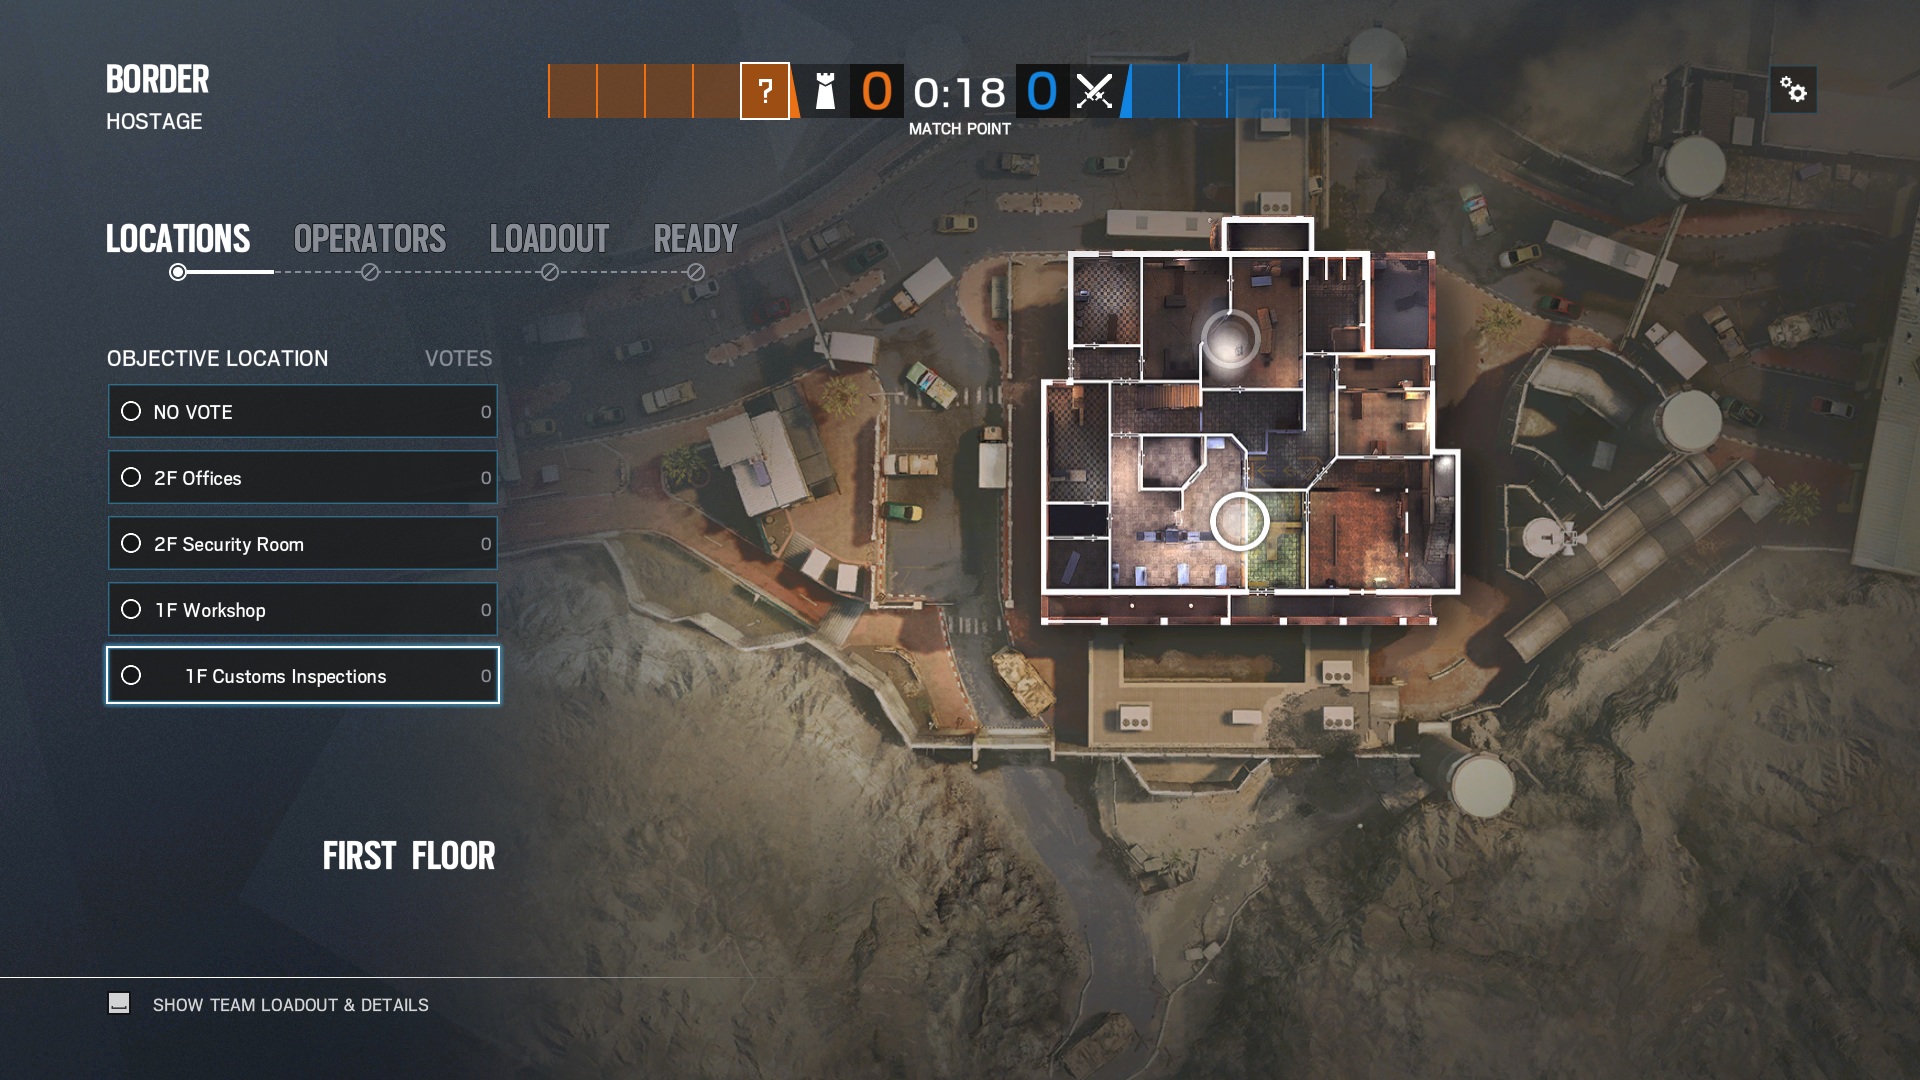 BORDER
HOSTAGE
? 0 0:18 0
MATCH POINT
LOCATIONS OPERATORS LOADOUT READY
OBJECTIVE LOCATION VOTES
NO VOTE 0
2F Offices 0
2F Security Room 0
1F Workshop 0
1F Customs Inspections 0
FIRST FLOOR
SHOW TEAM LOADOUT & DETAILS